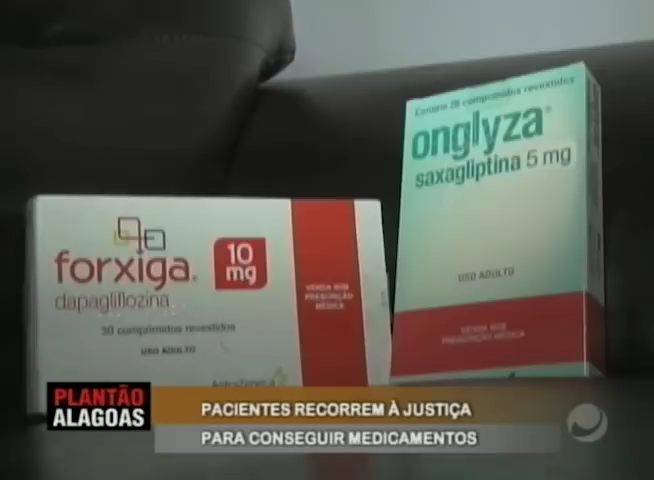 Contém 28 comprimidos revestidos
onglyza®
saxagliptina 5 mg
USO ADULTO
VENDA SOB
PRESCRIÇÃO MÉDICA
forxiga®
dapagliflozina
10
mg
30 comprimidos revestidos
USO ADULTO
VENDA SOB
PRESCRIÇÃO
MÉDICA
AstraZeneca
PLANTÃO
ALAGOAS
PACIENTES RECORREM À JUSTIÇA
PARA CONSEGUIR MEDICAMENTOS